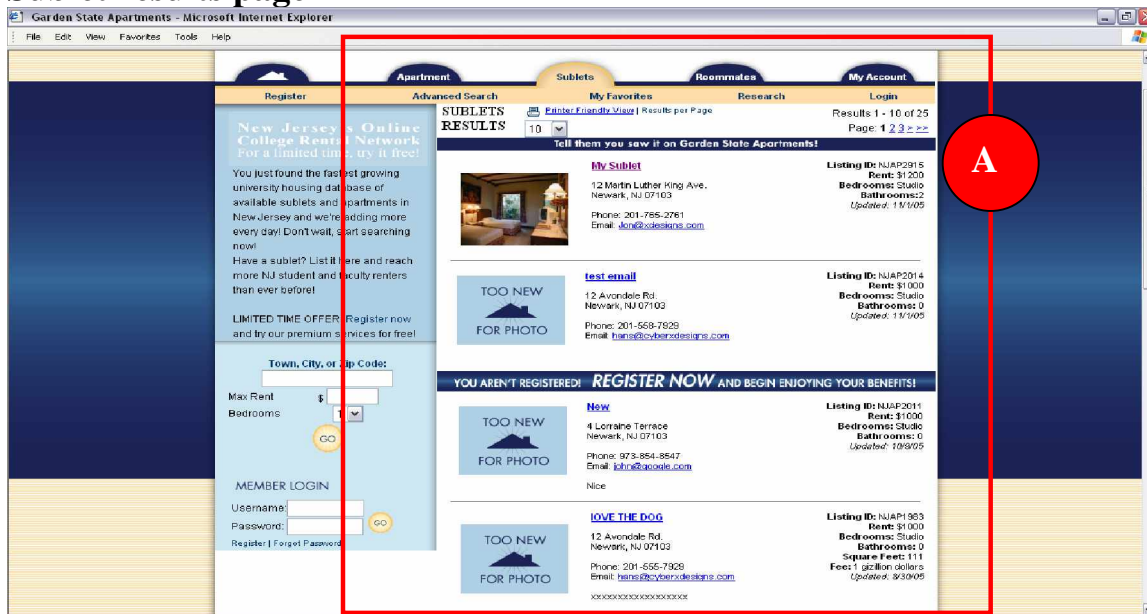 Sublet results page
Garden State Apartments - Microsoft Internet Explorer
File Edit View Favorites Tools Help
Apartment Sublets Roommates My Account
Register Advanced Search My Favorites Research Login
New Jersey's Online
College Rental Network
For a limited time, try it free!
You just found the fastest growing
university housing database of
available sublets and apartments in
New Jersey and we're adding more
every day! Don't wait, start searching
now!
Have a sublet? List it here and reach
more NJ student and faculty renters
than ever before!
LIMITED TIME OFFER: Register now
and try our premium services for free!
Town, City, or Zip Code:
Max Rent $
Bedrooms 1
GO
MEMBER LOGIN
Username:
Password:
GO
Register | Forgot Password
SUBLETS
RESULTS
Printer Friendly View | Results per Page
10
Results 1 - 10 of 25
Page: 1 2 3 > >>
Tell them you saw it on Garden State Apartments!
A
My Sublet
12 Martin Luther King Ave.
Newark, NJ 07103
Phone: 201-765-2761
Email: Jon@xdesigns.com
Listing ID: NJAP2915
Rent: $1200
Bedrooms: Studio
Bathrooms:2
Updated: 11/1/05
TOO NEW
FOR PHOTO
test email
12 Avondale Rd.
Newark, NJ 07103
Phone: 201-558-7929
Email: hans@cyberxdesigns.com
Listing ID: NJAP2014
Rent: $1000
Bedrooms: Studio
Bathrooms: 0
Updated: 11/1/05
YOU AREN'T REGISTERED! REGISTER NOW AND BEGIN ENJOYING YOUR BENEFITS!
TOO NEW
FOR PHOTO
New
4 Lorraine Terrace
Newark, NJ 07103
Phone: 973-854-8547
Email: john@google.com
Nice
Listing ID: NJAP2011
Rent: $1000
Bedrooms: Studio
Bathrooms: 0
Updated: 10/9/05
TOO NEW
FOR PHOTO
lOVE THE DOG
12 Avondale Rd.
Newark, NJ 07103
Phone: 201-555-7929
Email: hans@cyberxdesigns.com
xxxxxxxxxxxxxxxxxx
Listing ID: NJAP1983
Rent: $1000
Bedrooms: Studio
Bathrooms: 0
Square Feet: 111
Fee: 1 gizillion dollars
Updated: 8/30/05